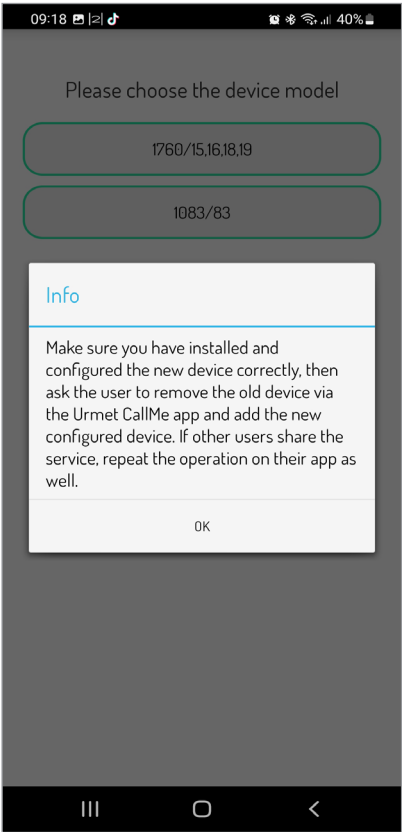 09:18 40%
Please choose the device model
1760/15,16,18,19
1083/83
Info
Make sure you have installed and
configured the new device correctly, then
ask the user to remove the old device via
the Urmet CallMe app and add the new
configured device. If other users share the
service, repeat the operation on their app as
well.
OK